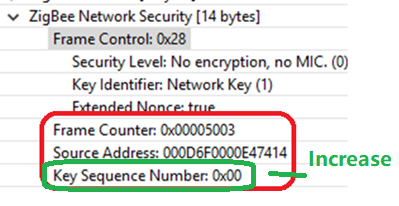 ZigBee Network Security [14 bytes]
Frame Control: 0x28
Security Level: No encryption, no MIC. (0)
Key Identifier: Network Key (1)
Extended Nonce: true
Frame Counter: 0x00005003
Source Address: 000D6F0000E47414
Key Sequence Number: 0x00
Increase